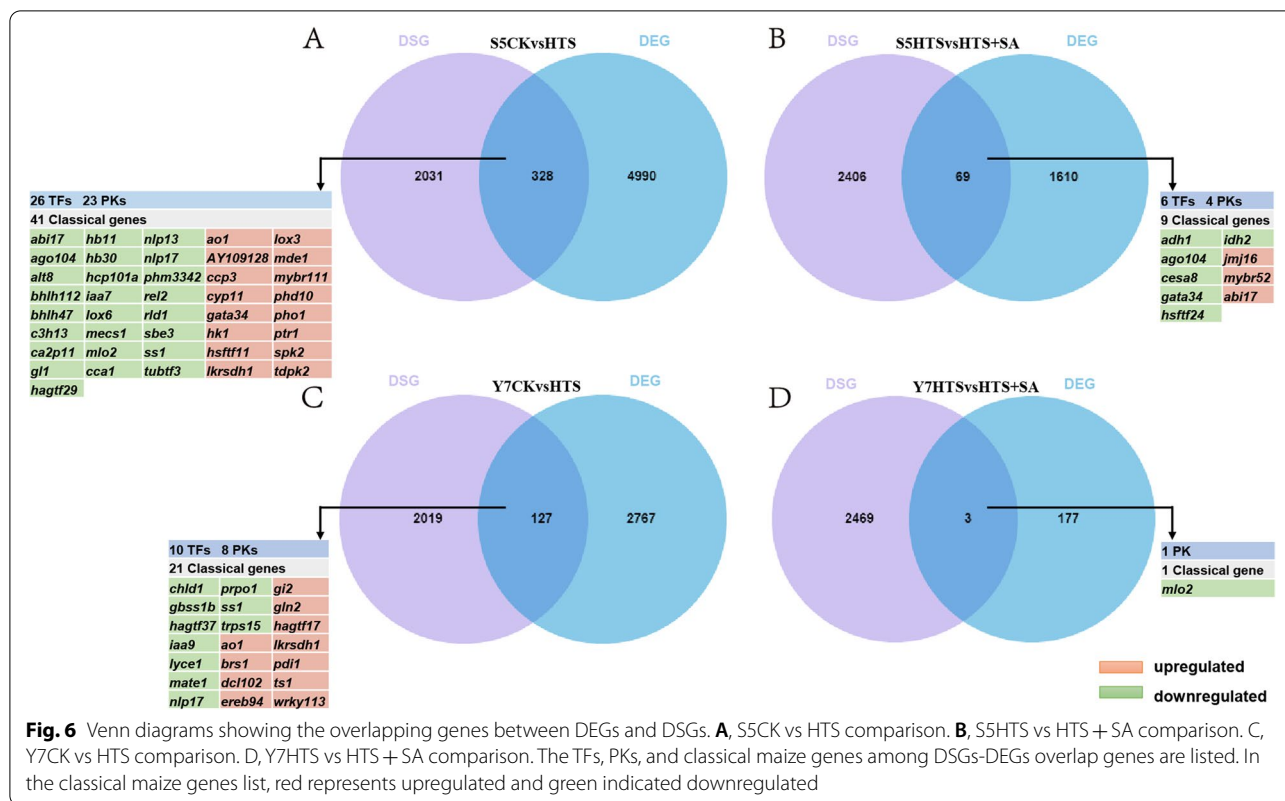 A
DSG
S5CKvsHTS
DEG
2031
328
4990
26 TFs 23 PKs
41 Classical genes
abi17 hb11 nlp13 ao1 lox3
ago104 hb30 nlp17 AY109128 mde1
alt8 hcp101a phm3342 ccp3 mybr111
bhlh112 iaa7 rel2 cyp11 phd10
bhlh47 lox6 rld1 gata34 pho1
c3h13 mecs1 sbe3 hk1 ptr1
ca2p11 mlo2 ss1 hsftf11 spk2
gl1 cca1 tubtf3 lkrsdh1 tdpk2
hagtf29
B
DSG
S5HTSvsHTS+SA
DEG
2406
69
1610
6 TFs 4 PKs
9 Classical genes
adh1 idh2
ago104 jmj16
cesa8 mybr52
gata34 abi17
hsftf24
C
DSG
Y7CKvsHTS
DEG
2019
127
2767
10 TFs 8 PKs
21 Classical genes
chld1 prpo1 gi2
gbss1b ss1 gln2
hagtf37 trps15 hagtf17
iaa9 ao1 lkrsdh1
lyce1 brs1 pdi1
mate1 dcl102 ts1
nlp17 ereb94 wrky113
D
DSG
Y7HTSvsHTS+SA
DEG
2469
3
177
1 PK
1 Classical gene
mlo2
upregulated
downregulated
Fig. 6 Venn diagrams showing the overlapping genes between DEGs and DSGs. A, S5CK vs HTS comparison. B, S5HTS vs HTS + SA comparison. C,
Y7CK vs HTS comparison. D, Y7HTS vs HTS + SA comparison. The TFs, PKs, and classical maize genes among DSGs-DEGs overlap genes are listed. In
the classical maize genes list, red represents upregulated and green indicated downregulated